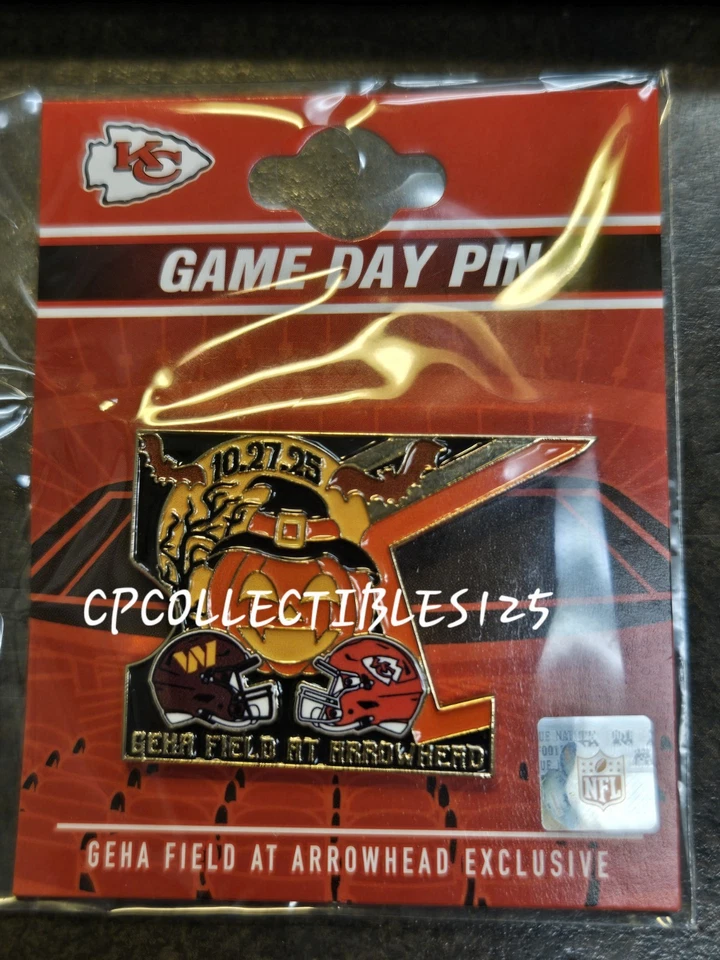 KC
GAME DAY PIN
10.27.25
CPCOLLECTIBLES125
W
KC
GEHA FIELD AT ARROWHEAD
NFL
GEHA FIELD AT ARROWHEAD EXCLUSIVE